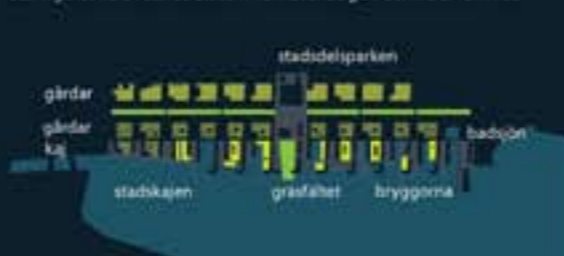 stadsdelsparken
gårdar
gårdar
kaj
badsjön
stadskajen
gräsfältet
bryggorna